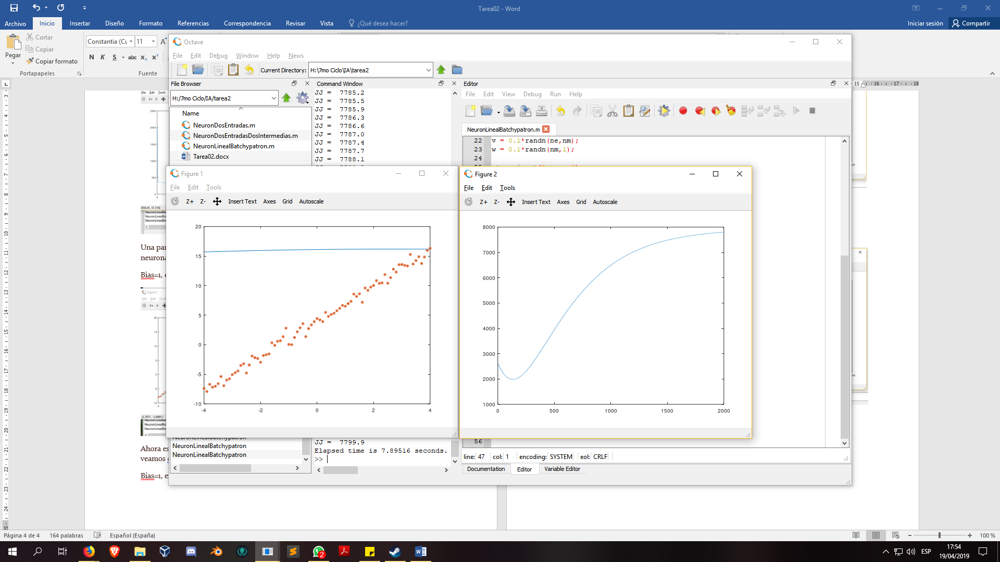 Tarea02 - Word
Archivo Inicio Insertar Diseño Formato Referencias Correspondencia Revisar Vista ¿Qué desea hacer? Iniciar sesión Compartir
Pegar
Cortar
Copiar
Copiar formato
Portapapeles
Constantia (Cu 11
N K S abc x₂ x²
Fuente
Octave
File Edit Debug Window Help News
Current Directory: H:\7mo Ciclo\IA\tarea2
File Browser
H:/7mo Ciclo/IA/tarea2
Name
NeuronDosEntradas.m
NeuronDosEntradasDosIntermedias.m
NeuronLinealBatchypatron.m
Tarea02.docx
Command Window
JJ = 7785.2
JJ = 7785.5
JJ = 7785.9
JJ = 7786.3
JJ = 7786.6
JJ = 7787.0
JJ = 7787.4
JJ = 7787.7
JJ = 7788.1
Editor
File Edit View Debug Run Help
NeuronLinealBatchypatron.m
22 v = 0.1*randn(ne,nm);
23 w = 0.1*randn(nm,1);
24
Figure 1
File Edit Tools
Z+ Z- Insert Text Axes Grid Autoscale
20
15
10
5
0
-5
-10
-4 -2 0 2 4
Figure 2
File Edit Tools
Z+ Z- Insert Text Axes Grid Autoscale
8000
7000
6000
5000
4000
3000
2000
1000
0 500 1000 1500 2000
Una par
neurona
Bias=1, e
Ahora es
veamos
Bias=1, e
NeuronLinealBatchypatron
NeuronLinealBatchypatron
NeuronLinealBatchypatron
JJ = 7799.9
Elapsed time is 7.89516 seconds.
>>
56
line: 47 col: 1 encoding: SYSTEM eol: CRLF
Documentation Editor Variable Editor
Página 4 de 4 164 palabras Español (España) 100 %
2
ESP
17:54
19/04/2019